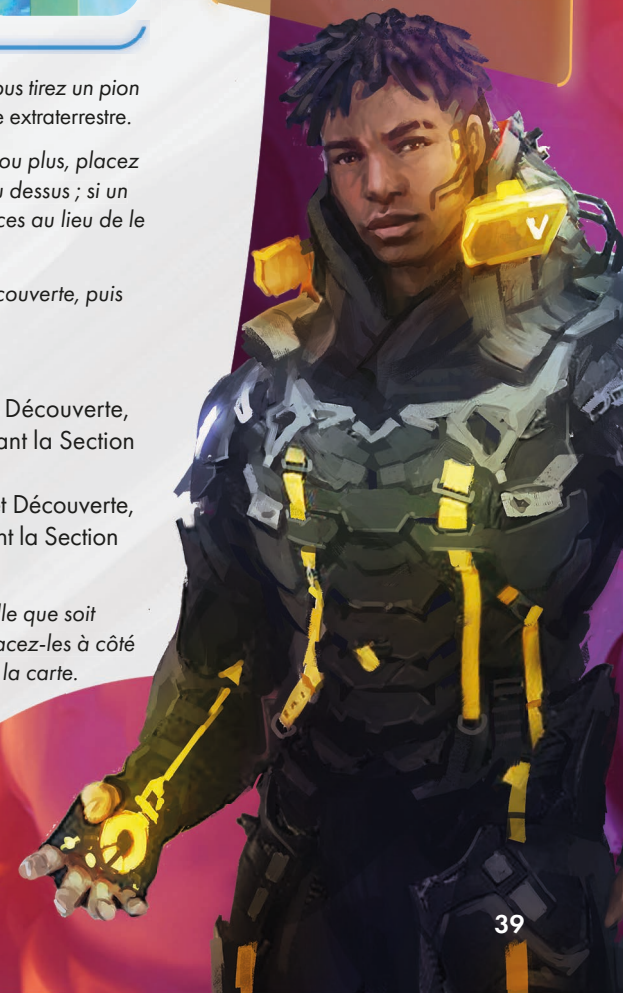 ous tirez un pion
e extraterrestre.
ou plus, placez
u dessus ; si un
ces au lieu de le
couverte, puis
Découverte,
ant la Section
t Découverte,
nt la Section
lle que soit
acez-les à côté
la carte.
V
39